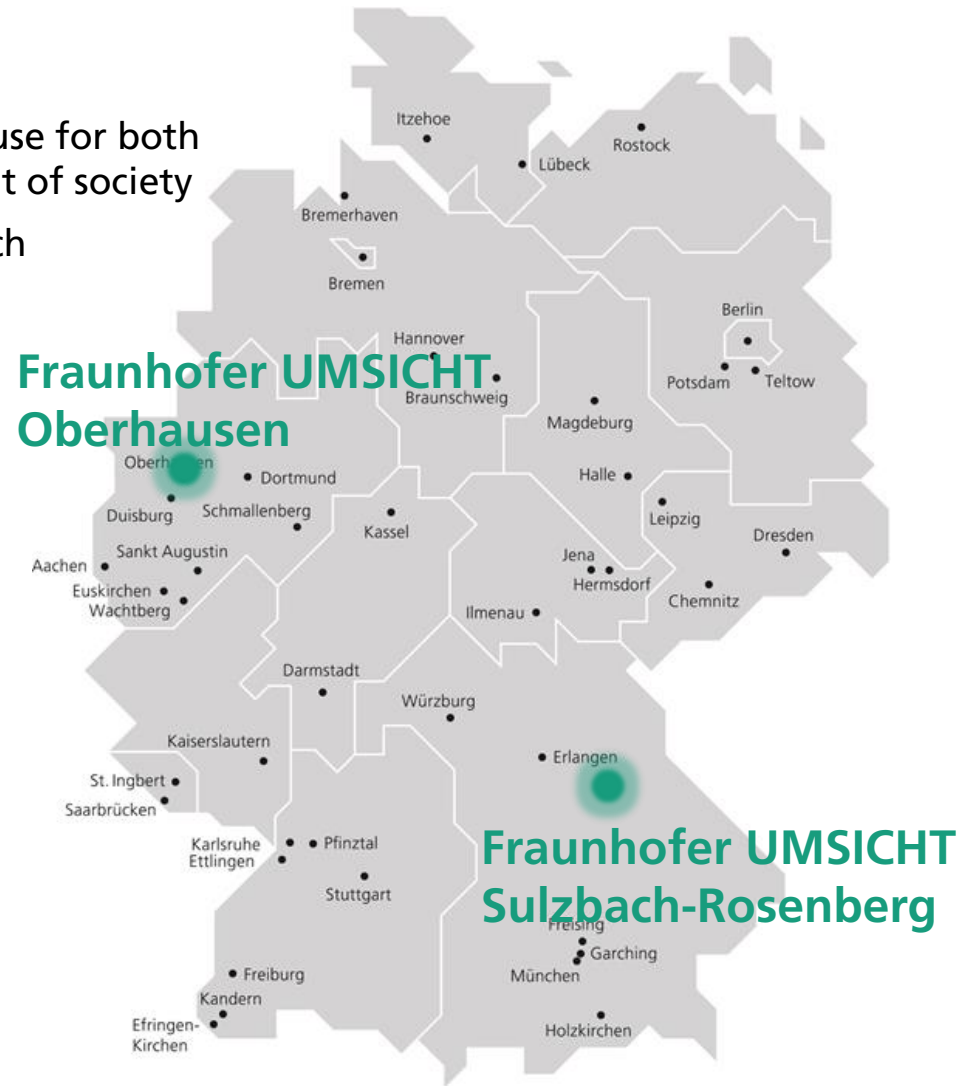 use for both
t of society
ch
Itzehoe
Rostock
Lübeck
Bremerhaven
Bremen
Berlin
Hannover
Fraunhofer UMSICHT
Oberhausen
Potsdam
Teltow
Braunschweig
Magdeburg
Oberhausen
Dortmund
Halle
Duisburg
Schmallenberg
Kassel
Leipzig
Dresden
Sankt Augustin
Jena
Aachen
Hermsdorf
Euskirchen
Wachtberg
Chemnitz
Ilmenau
Darmstadt
Würzburg
Kaiserslautern
Erlangen
St. Ingbert
Saarbrücken
Karlsruhe
Ettlingen
Pfinztal
Fraunhofer UMSICHT
Sulzbach-Rosenberg
Stuttgart
Freising
Garching
München
Freiburg
Kandern
Efringen-
Kirchen
Holzkirchen